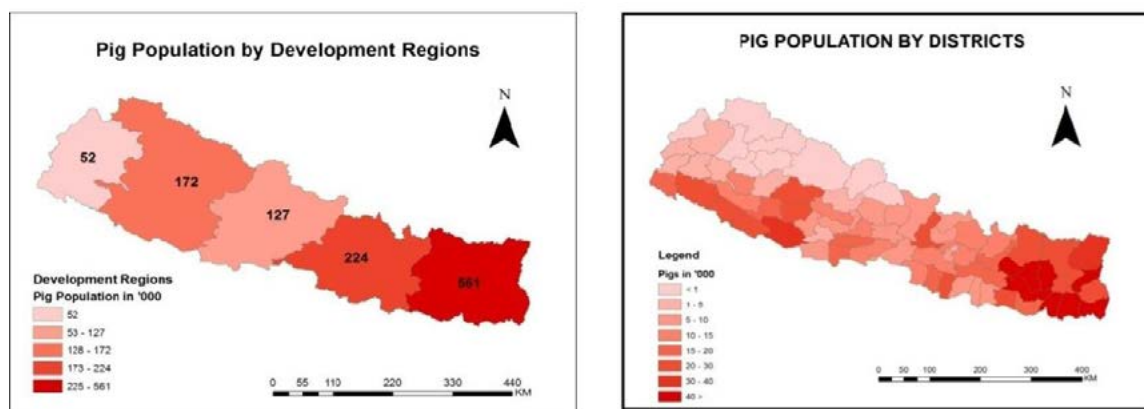 Pig Population by Development Regions
N
52
172
127
224
561
Development Regions
Pig Population in '000
52
53 - 127
128 - 172
173 - 224
225 - 561
0 55 110 220 330 440
KM
PIG POPULATION BY DISTRICTS
N
Legend
Pigs in '000
< 1
1 - 5
5 - 10
10 - 15
15 - 20
20 - 30
30 - 40
40 >
0 50 100 200 300 400
KM